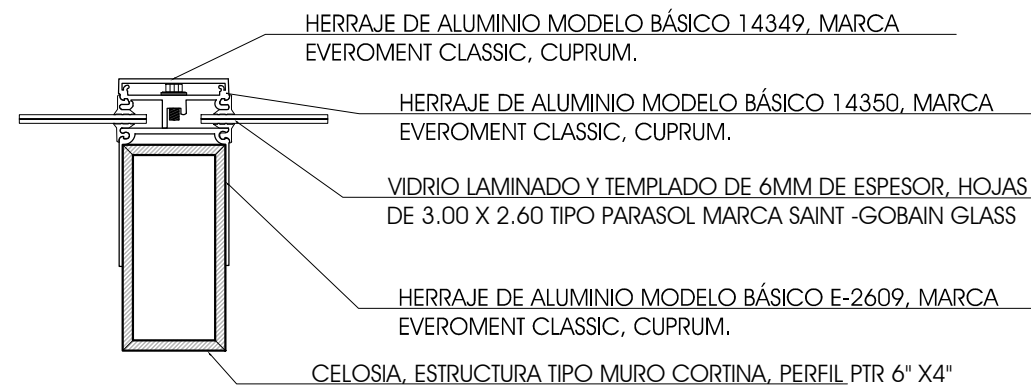 HERRAJE DE ALUMINIO MODELO BÁSICO 14349, MARCA
EVEROMENT CLASSIC, CUPRUM.
HERRAJE DE ALUMINIO MODELO BÁSICO 14350, MARCA
EVEROMENT CLASSIC, CUPRUM.
VIDRIO LAMINADO Y TEMPLADO DE 6MM DE ESPESOR, HOJAS
DE 3.00 X 2.60 TIPO PARASOL MARCA SAINT -GOBAIN GLASS
HERRAJE DE ALUMINIO MODELO BÁSICO E-2609, MARCA
EVEROMENT CLASSIC, CUPRUM.
CELOSIA, ESTRUCTURA TIPO MURO CORTINA, PERFIL PTR 6" X4"